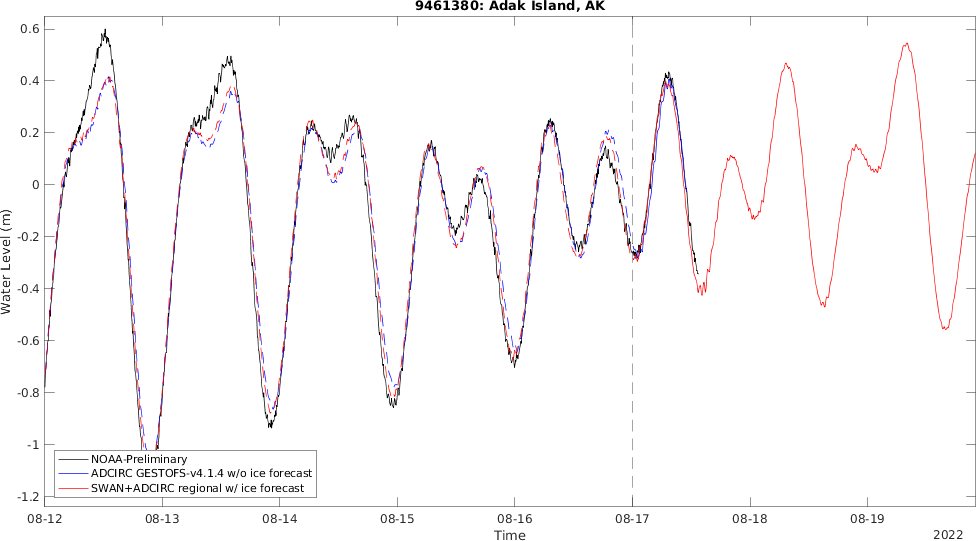 9461380: Adak Island, AK
0.6
0.4
0.2
0
-0.2
-0.4
-0.6
-0.8
-1
-1.2
Water Level (m)
NOAA-Preliminary
ADCIRC GESTOFS-v4.1.4 w/o ice forecast
SWAN+ADCIRC regional w/ ice forecast
08-12 08-13 08-14 08-15 08-16 08-17 08-18 08-19
Time
2022